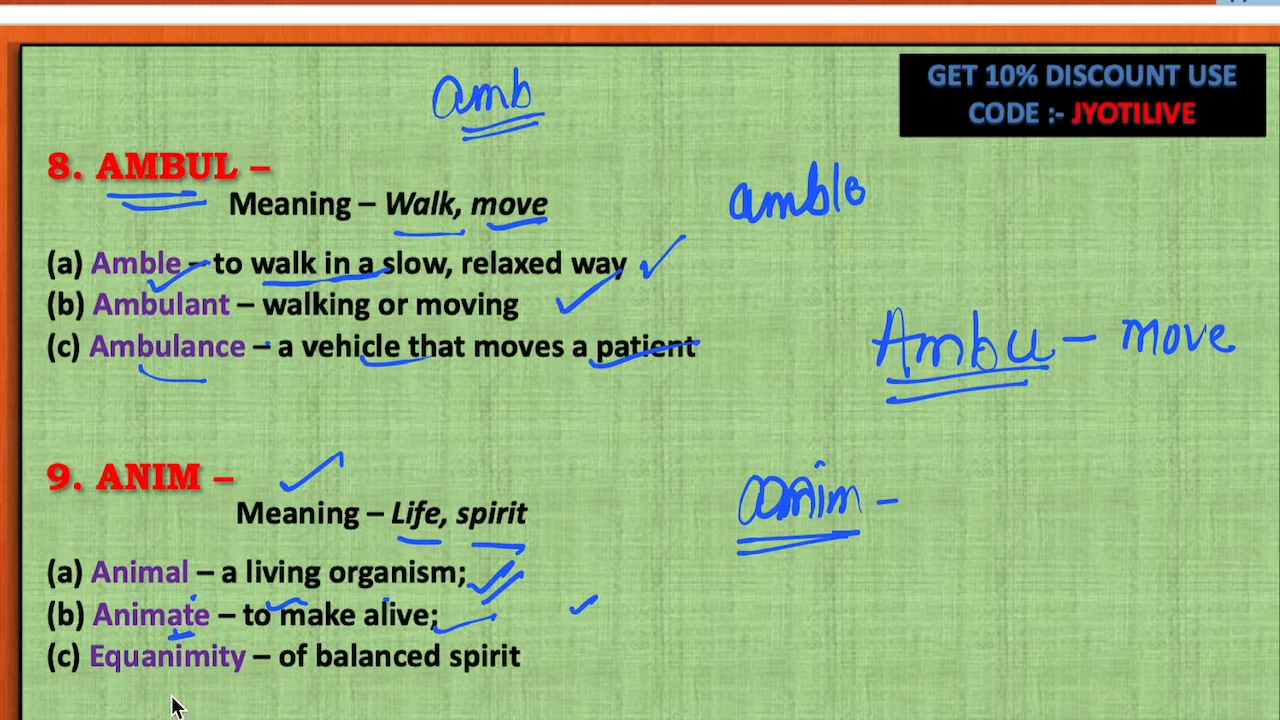 amb
GET 10% DISCOUNT USE
CODE :- JYOTILIVE
8. AMBUL –
Meaning – Walk, move
amble
(a) Amble – to walk in a slow, relaxed way
(b) Ambulant – walking or moving
(c) Ambulance – a vehicle that moves a patient
Ambu – move
9. ANIM –
Meaning – Life, spirit
anim –
(a) Animal – a living organism;
(b) Animate – to make alive;
(c) Equanimity – of balanced spirit